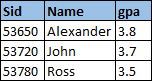 Sid Name gpa
53650 Alexander 3.8
53720 John 3.7
53780 Ross 3.5